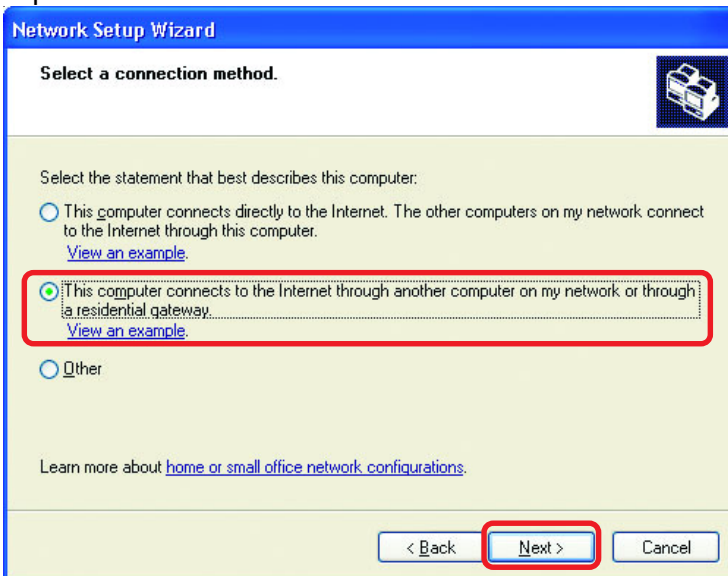 Network Setup Wizard
Select a connection method.
Select the statement that best describes this computer:
This computer connects directly to the Internet. The other computers on my network connect
to the Internet through this computer.
View an example.
This computer connects to the Internet through another computer on my network or through
a residential gateway.
View an example.
Other
Learn more about home or small office network configurations.
< Back Next > Cancel